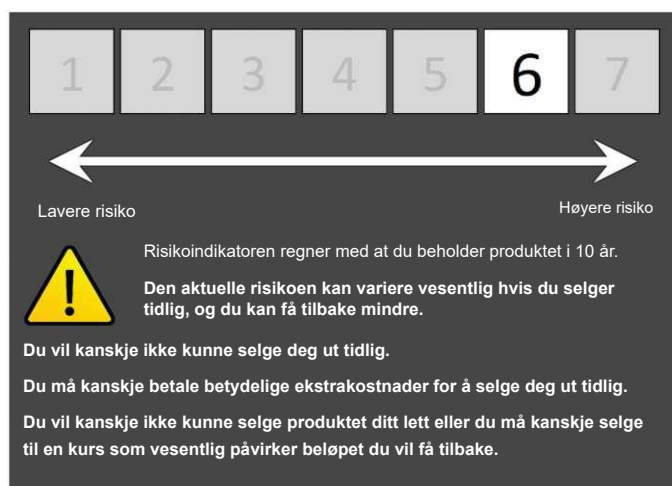 1 2 3 4 5 6 7
Lavere risiko
Høyere risiko
Risikoindikatoren regner med at du beholder produktet i 10 år.
Den aktuelle risikoen kan variere vesentlig hvis du selger
tidlig, og du kan få tilbake mindre.
Du vil kanskje ikke kunne selge deg ut tidlig.
Du må kanskje betale betydelige ekstrakostnader for å selge deg ut tidlig.
Du vil kanskje ikke kunne selge produktet ditt lett eller du må kanskje selge
til en kurs som vesentlig påvirker beløpet du vil få tilbake.